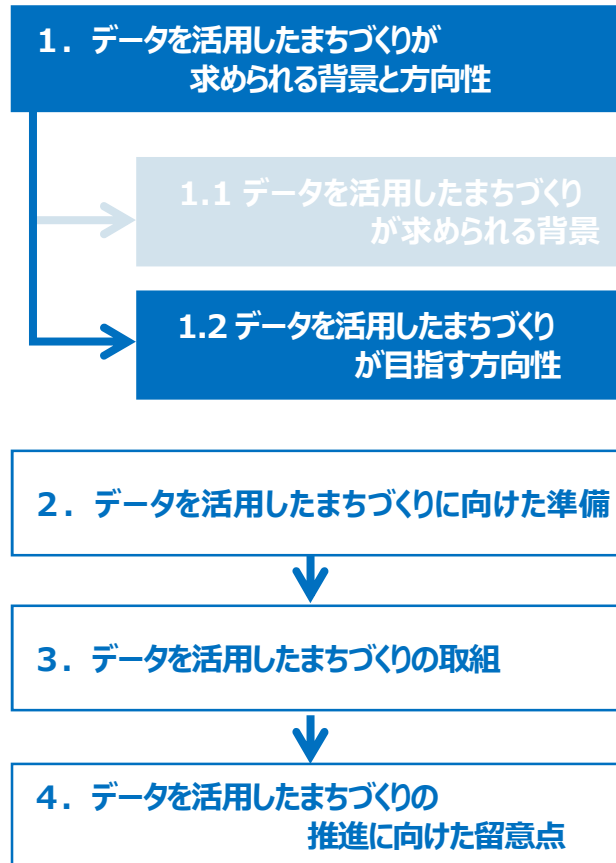 1. データを活用したまちづくりが
求められる背景と方向性
1.1 データを活用したまちづくり
が求められる背景
1.2 データを活用したまちづくり
が目指す方向性
2. データを活用したまちづくりに向けた準備
3. データを活用したまちづくりの取組
4. データを活用したまちづくりの
推進に向けた留意点